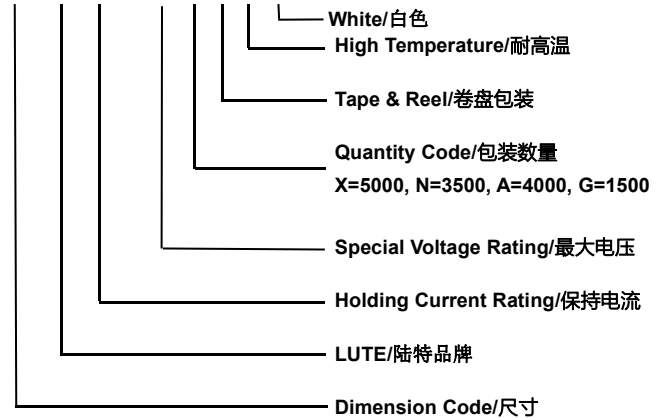 White/白色
High Temperature/耐高温
Tape & Reel/卷盘包装
Quantity Code/包装数量
X=5000, N=3500, A=4000, G=1500
Special Voltage Rating/最大电压
Holding Current Rating/保持电流
LUTE/陆特品牌
Dimension Code/尺寸